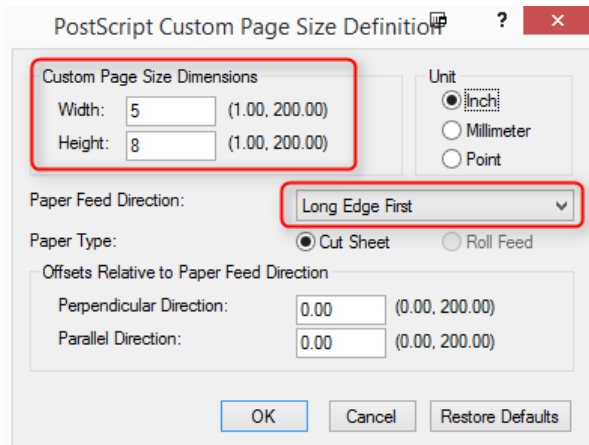 PostScript Custom Page Size Definition ? ×
Custom Page Size Dimensions
Width: 5 (1.00, 200.00)
Height: 8 (1.00, 200.00)
Unit
Inch
Millimeter
Point
Paper Feed Direction: Long Edge First
Paper Type: Cut Sheet Roll Feed
Offsets Relative to Paper Feed Direction
Perpendicular Direction: 0.00 (0.00, 200.00)
Parallel Direction: 0.00 (0.00, 200.00)
OK Cancel Restore Defaults